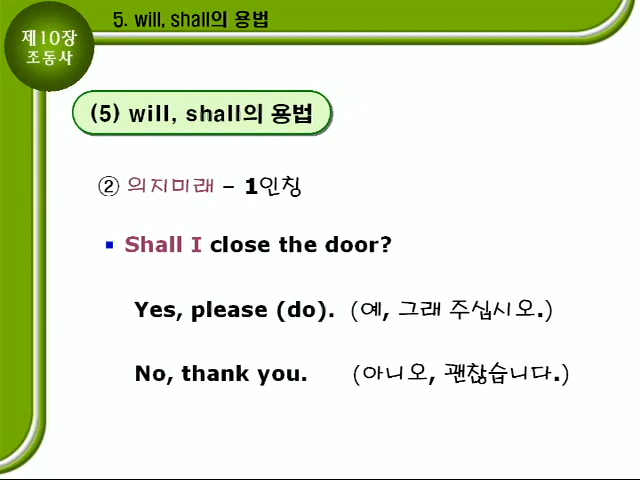 5. will, shall의 용법
제10장
조동사
(5) will, shall의 용법
② 의지미래 – 1인칭
▪ Shall I close the door?
Yes, please (do). (예, 그래 주십시오.)
No, thank you. (아니오, 괜찮습니다.)